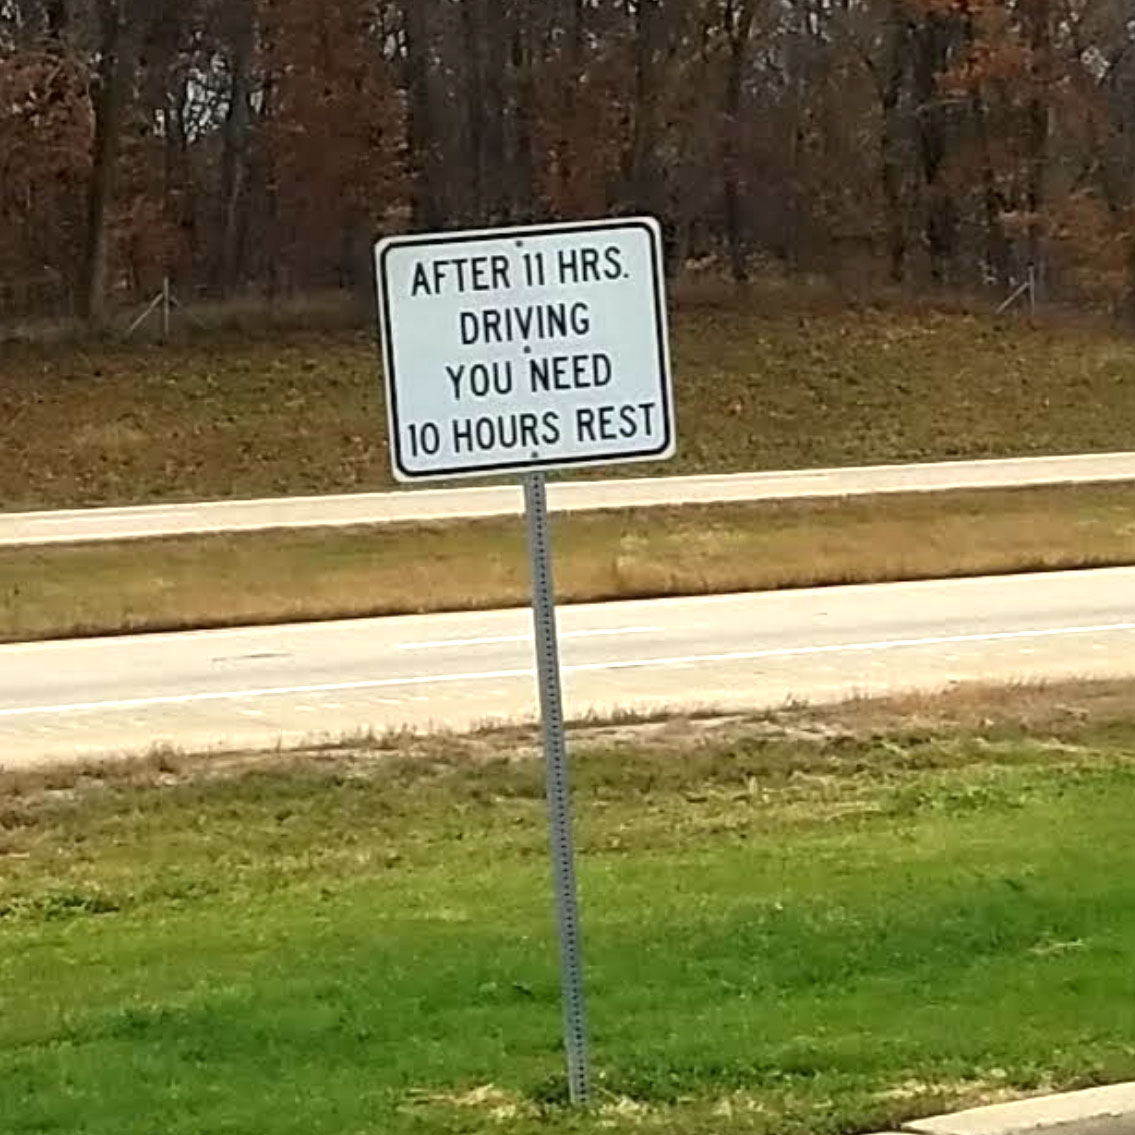 AFTER 11 HRS.
DRIVING
YOU NEED
10 HOURS REST